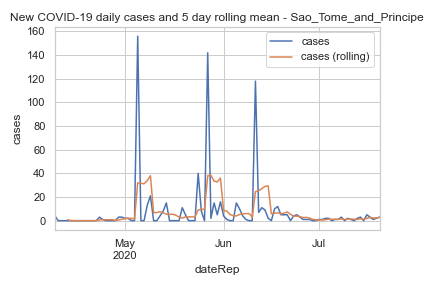 New COVID-19 daily cases and 5 day rolling mean - Sao_Tome_and_Principe
160
140
120
100
80
60
40
20
0
cases
cases
cases (rolling)
May
2020
Jun
Jul
dateRep